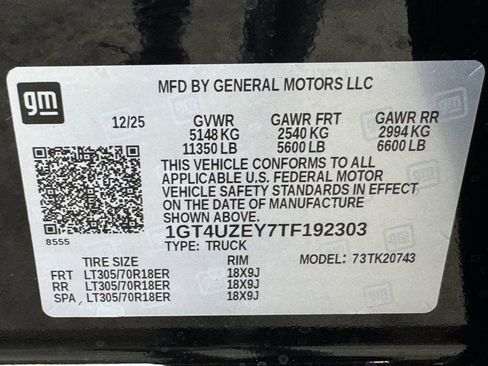 gm
MFD BY GENERAL MOTORS LLC
12/25 GVWR GAWR FRT GAWR RR
5148 KG 2540 KG 2994 KG
11350 LB 5600 LB 6600 LB
THIS VEHICLE CONFORMS TO ALL
APPLICABLE U.S. FEDERAL MOTOR
VEHICLE SAFETY STANDARDS IN EFFECT
ON THE DATE OF MANUFACTURE
SHOWN ABOVE.
8555 1GT4UZEY7TF192303
TYPE: TRUCK
TIRE SIZE RIM MODEL: 73TK20743
FRT LT305/70R18ER 18X9J
RR LT305/70R18ER 18X9J
SPA LT305/70R18ER 18X9J